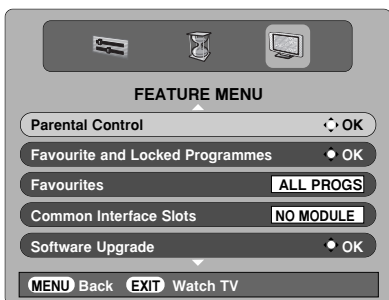 FEATURE MENU
Parental Control OK
Favourite and Locked Programmes OK
Favourites ALL PROGS
Common Interface Slots NO MODULE
Software Upgrade OK
MENU Back EXIT Watch TV